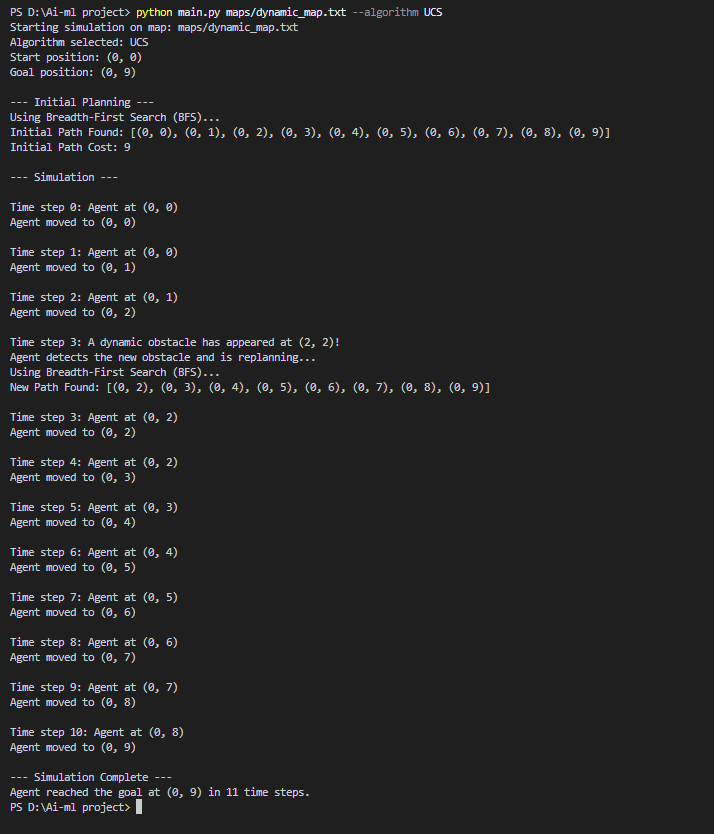 PS D:\Ai-ml project> python main.py maps/dynamic_map.txt --algorithm UCS
Starting simulation on map: maps/dynamic_map.txt
Algorithm selected: UCS
Start position: (0, 0)
Goal position: (0, 9)
--- Initial Planning ---
Using Breadth-First Search (BFS)...
Initial Path Found: [(0, 0), (0, 1), (0, 2), (0, 3), (0, 4), (0, 5), (0, 6), (0, 7), (0, 8), (0, 9)]
Initial Path Cost: 9
--- Simulation ---
Time step 0: Agent at (0, 0)
Agent moved to (0, 0)
Time step 1: Agent at (0, 0)
Agent moved to (0, 1)
Time step 2: Agent at (0, 1)
Agent moved to (0, 2)
Time step 3: A dynamic obstacle has appeared at (2, 2)!
Agent detects the new obstacle and is replanning...
Using Breadth-First Search (BFS)...
New Path Found: [(0, 2), (0, 3), (0, 4), (0, 5), (0, 6), (0, 7), (0, 8), (0, 9)]
Time step 3: Agent at (0, 2)
Agent moved to (0, 2)
Time step 4: Agent at (0, 2)
Agent moved to (0, 3)
Time step 5: Agent at (0, 3)
Agent moved to (0, 4)
Time step 6: Agent at (0, 4)
Agent moved to (0, 5)
Time step 7: Agent at (0, 5)
Agent moved to (0, 6)
Time step 8: Agent at (0, 6)
Agent moved to (0, 7)
Time step 9: Agent at (0, 7)
Agent moved to (0, 8)
Time step 10: Agent at (0, 8)
Agent moved to (0, 9)
--- Simulation Complete ---
Agent reached the goal at (0, 9) in 11 time steps.
PS D:\Ai-ml project>